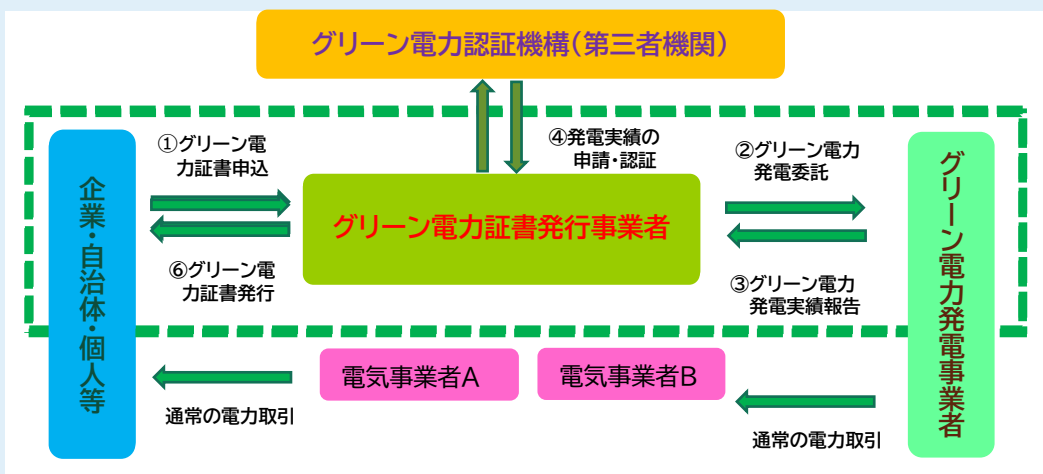 グリーン電力認証機構(第三者機関)
①グリーン電
力証書申込
④発電実績の
申請・認証
②グリーン電力
発電委託
企業・自治体・個人等
グリーン電力証書発行事業者
グリーン電力発電事業者
⑥グリーン電
力証書発行
③グリーン電力
発電実績報告
電気事業者A
電気事業者B
通常の電力取引
通常の電力取引